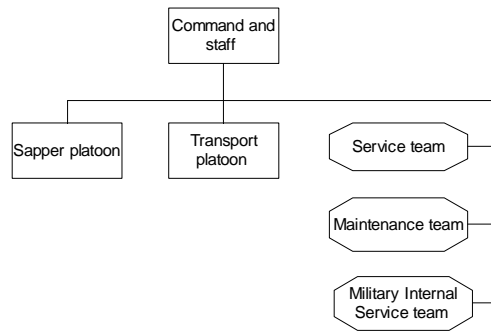 Command and
staff
Sapper platoon
Transport
platoon
Service team
Maintenance team
Military Internal
Service team